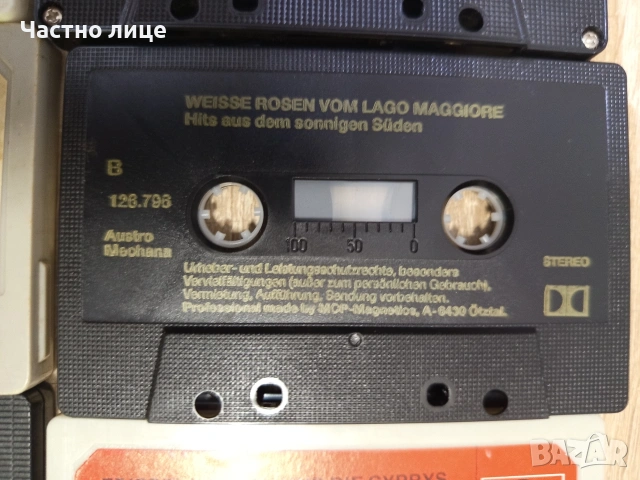 Частно лице
WEISSE ROSEN VOM LAGO MAGGIORE
Hits aus dem sonnigen Süden
B
126.796
Austro
Mechana
100 50 0
STEREO
Urheber- und Leistungsschutzrechte, besonders
Vervielfältigungen (außer zum persönlichen Gebrauch),
Vermietung, Aufführung, Sendung vorbehalten.
Professional made by MCP-Magnetics, A-6430 Ötztal.
BAZAR